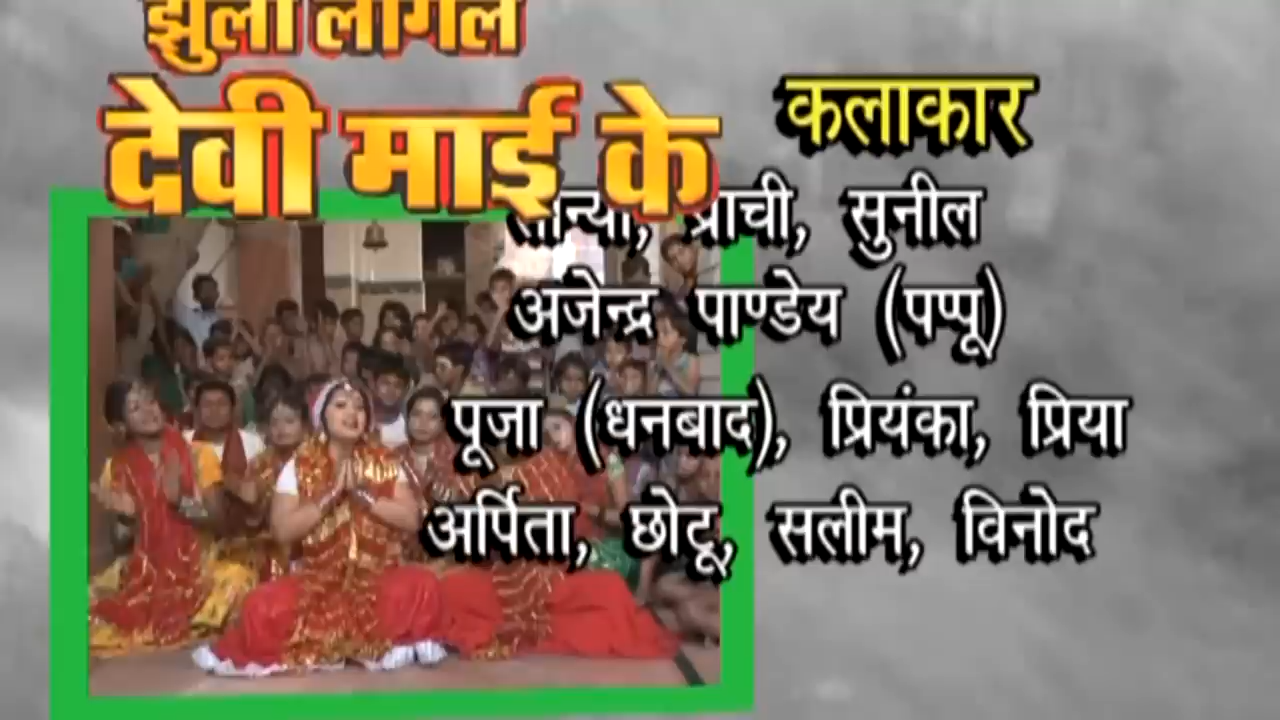 झुला लागल
देवी माई के
कलाकार
प्राची, सुनील
अजेन्द्र पाण्डेय (पप्पू)
पूजा (धनबाद), प्रियंका, प्रिया
अर्पिता, छोटू, सलीम, विनोद